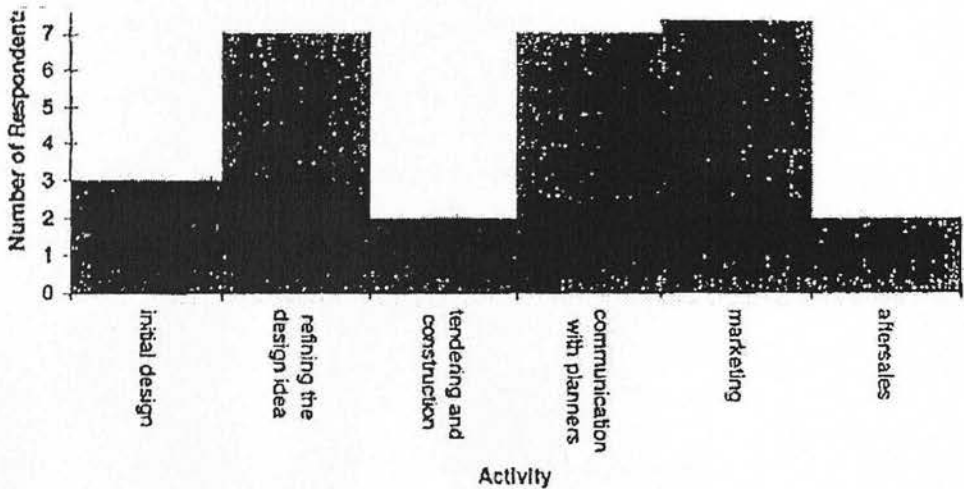 Number of Respondent
7
6
5
4
3
2
1
0
initial design
refining the
design idea
tendering and
construction
communication
with planners
marketing
aftersales
Activity